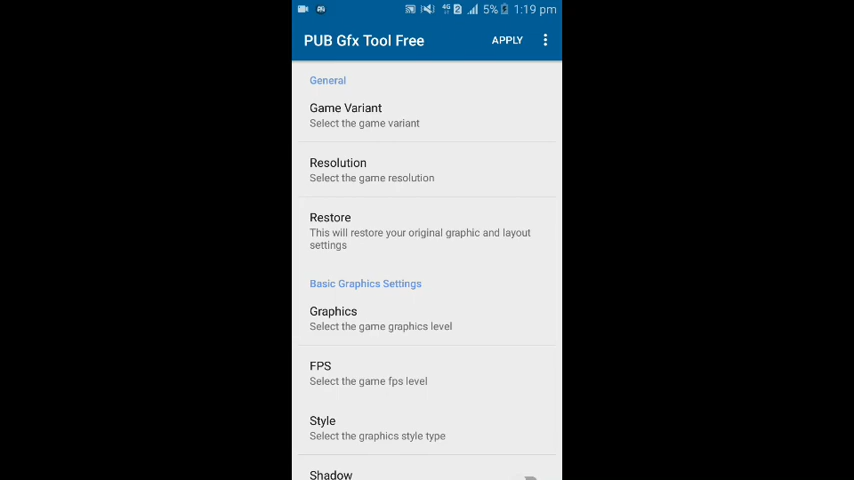 4G 2 5% 1:19 pm
PUB Gfx Tool Free APPLY
General
Game Variant
Select the game variant
Resolution
Select the game resolution
Restore
This will restore your original graphic and layout
settings
Basic Graphics Settings
Graphics
Select the game graphics level
FPS
Select the game fps level
Style
Select the graphics style type
Shadow